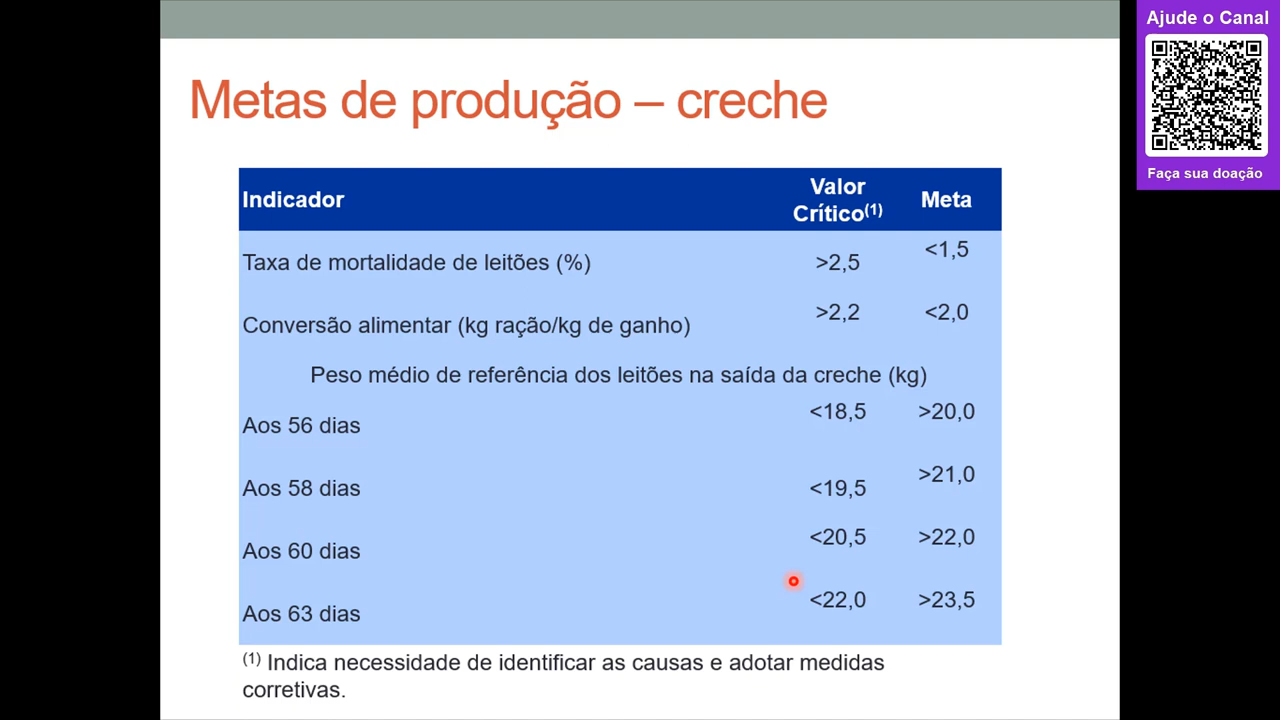 Ajude o Canal
Faça sua doação
Metas de produção – creche
Indicador Valor Crítico(1) Meta
Taxa de mortalidade de leitões (%) >2,5 <1,5
Conversão alimentar (kg ração/kg de ganho) >2,2 <2,0
Peso médio de referência dos leitões na saída da creche (kg)
Aos 56 dias <18,5 >20,0
Aos 58 dias <19,5 >21,0
Aos 60 dias <20,5 >22,0
Aos 63 dias <22,0 >23,5
(1) Indica necessidade de identificar as causas e adotar medidas
corretivas.